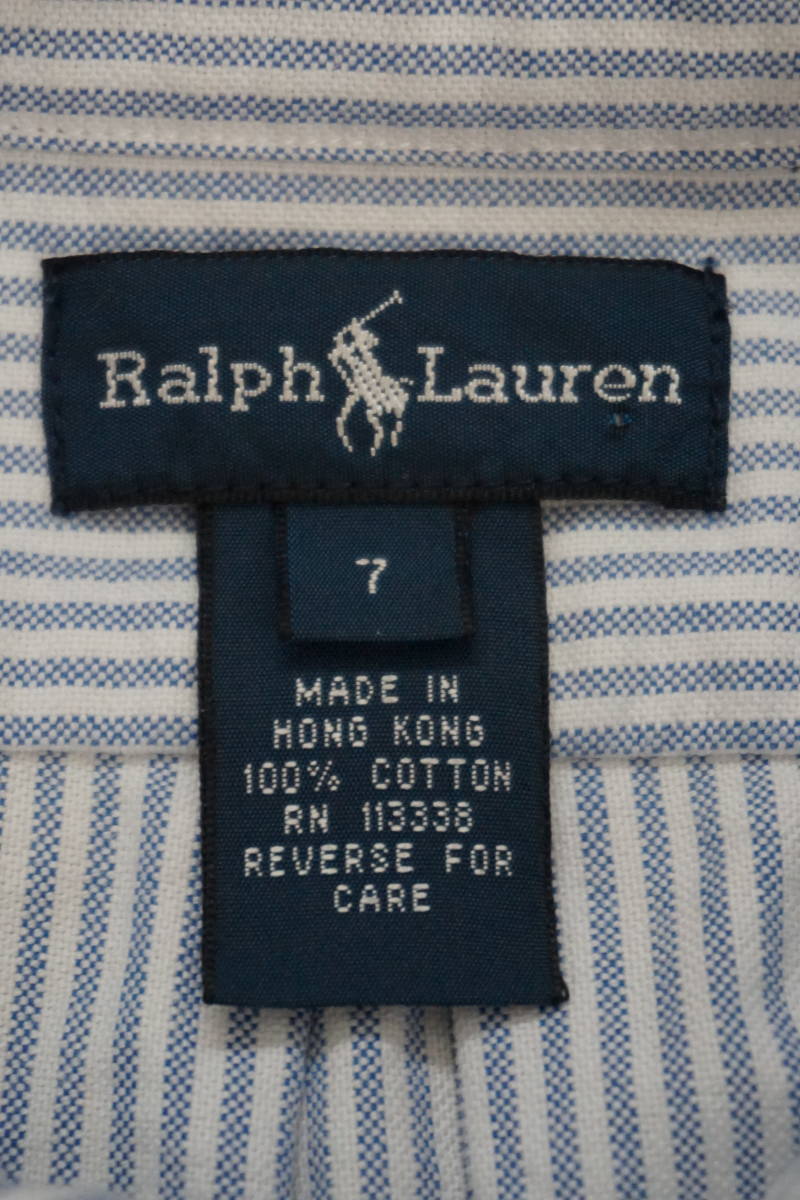 Ralph Lauren
7
MADE IN
HONG KONG
100% COTTON
RN 113338
REVERSE FOR
CARE